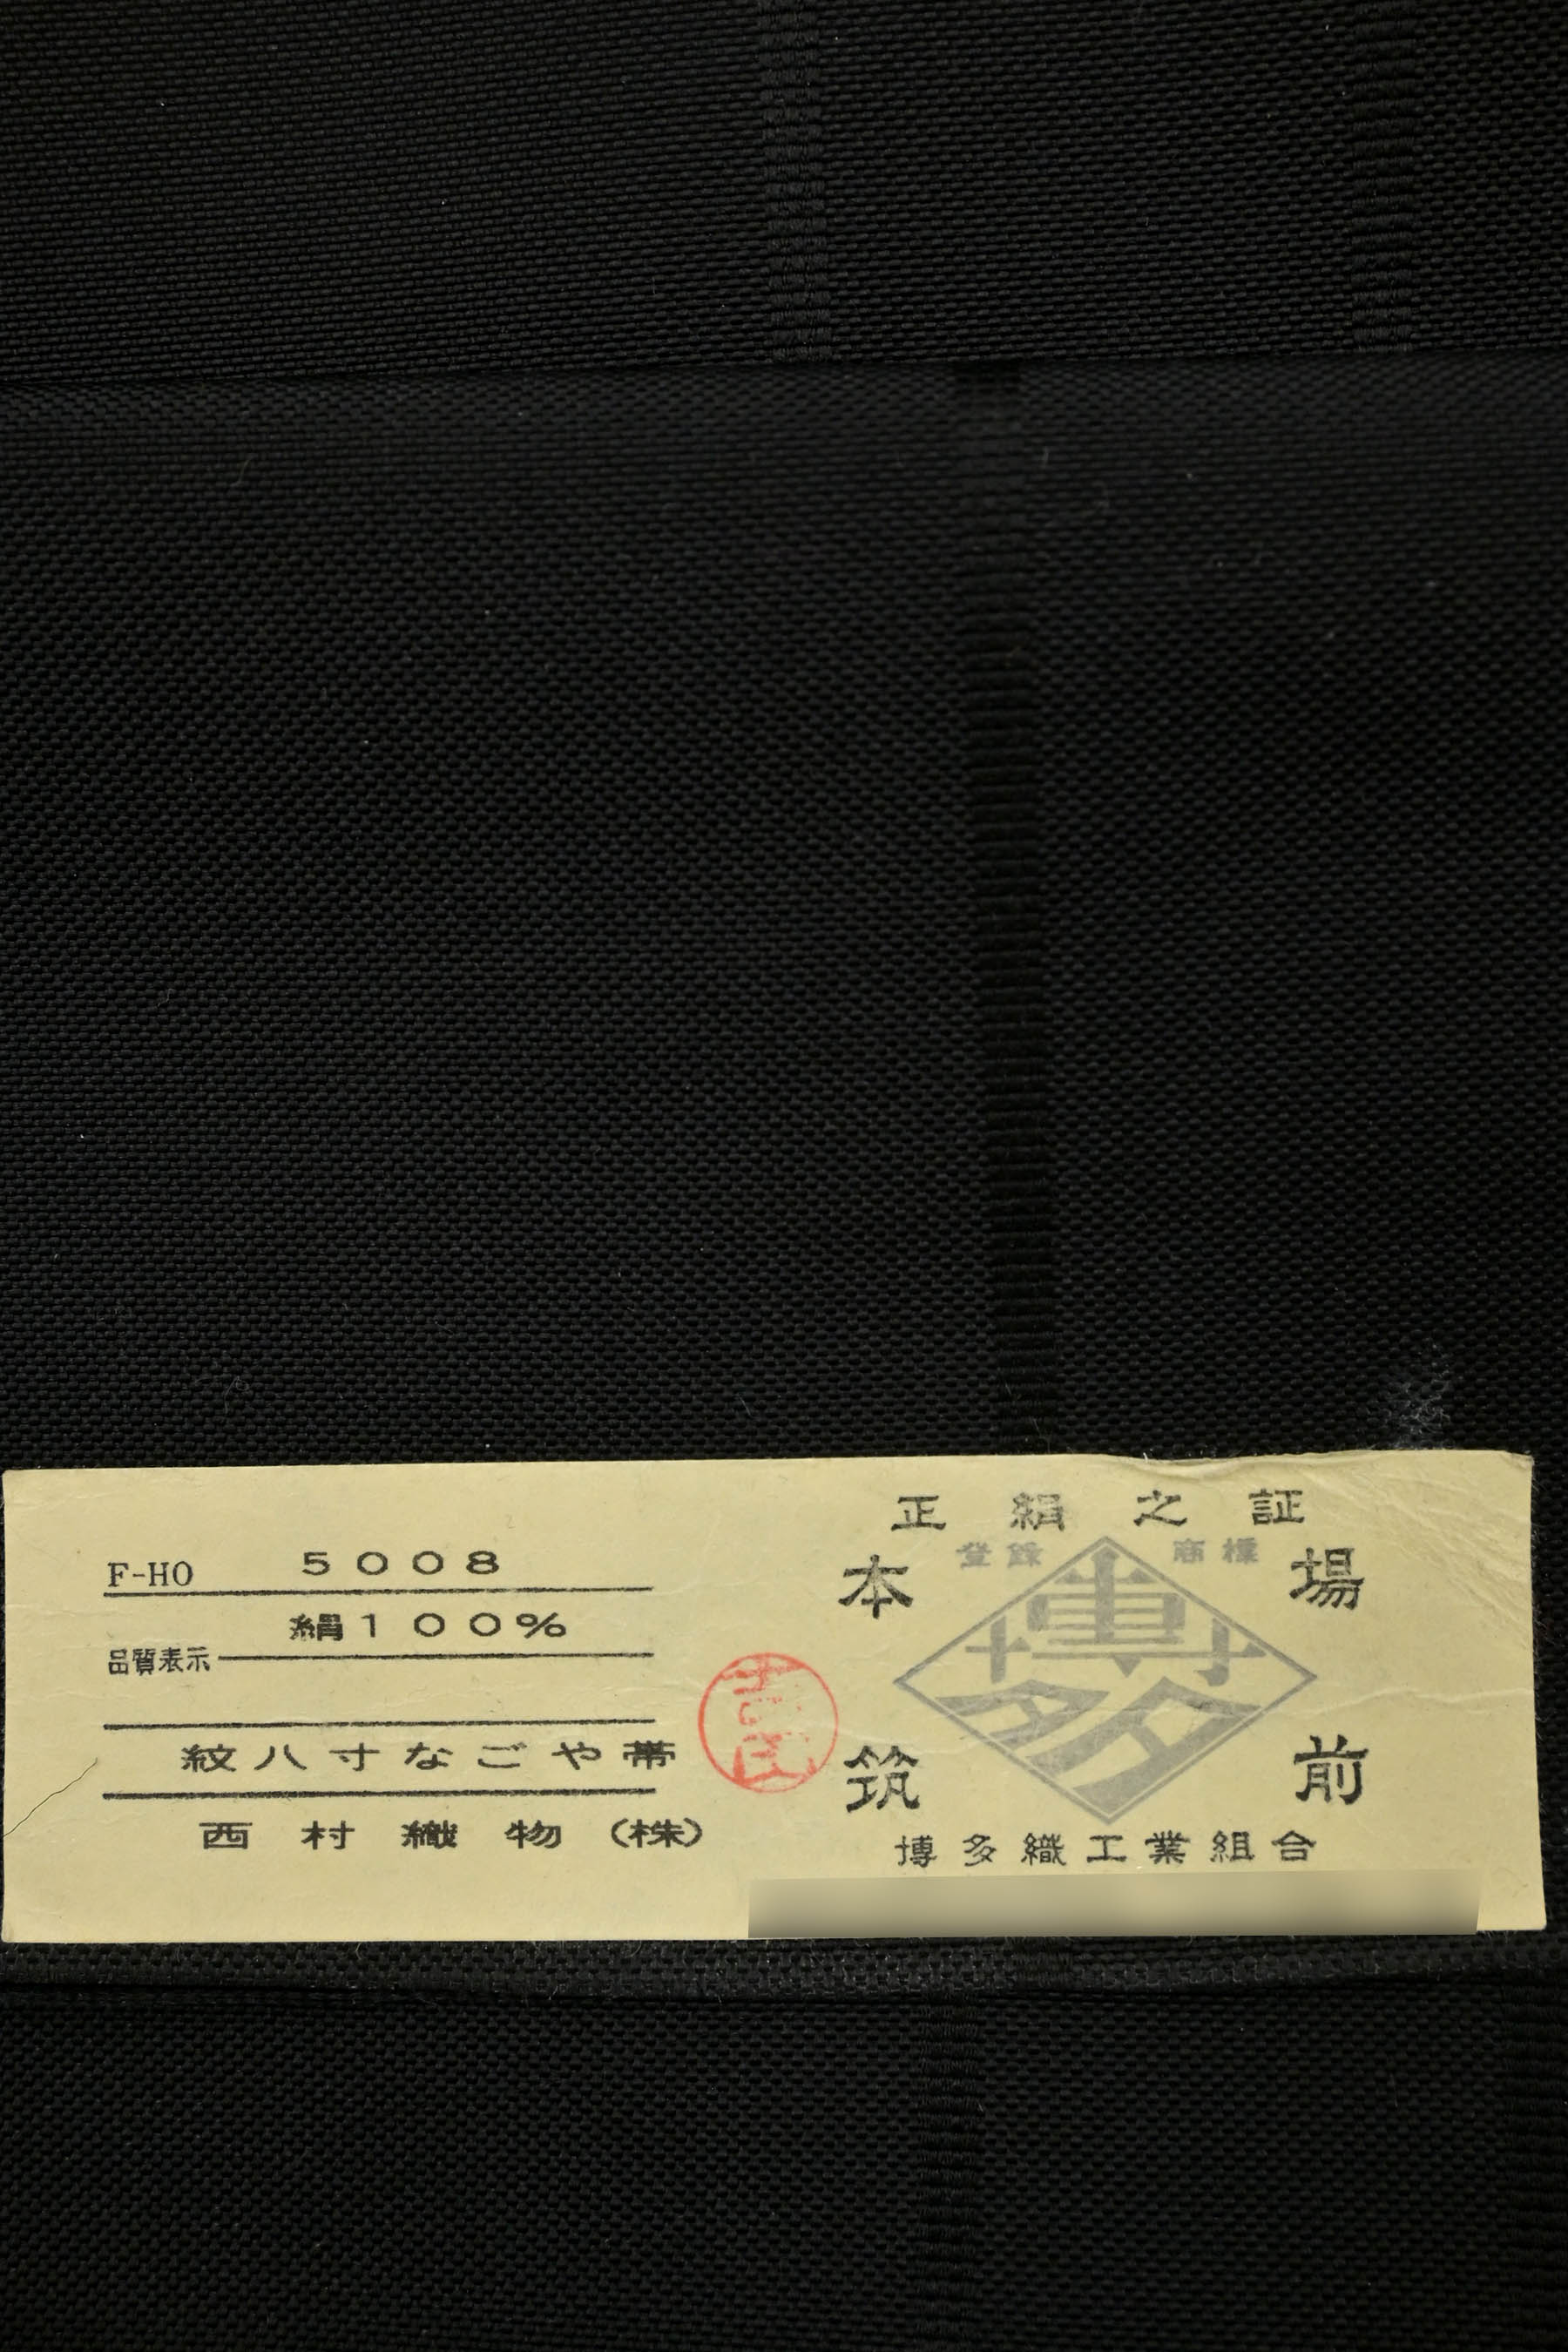 F-HO 5008
絹100%
品質表示
紋八寸なごや帯
西村織物(株)
正絹之証
登録 商標
本場
博多
筑前
博多織工業組合